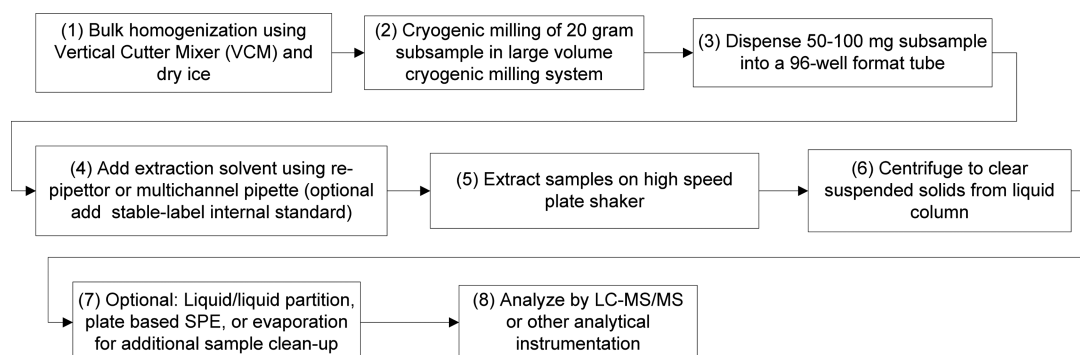 (1) Bulk homogenization using
Vertical Cutter Mixer (VCM) and
dry ice
(2) Cryogenic milling of 20 gram
subsample in large volume
cryogenic milling system
(3) Dispense 50-100 mg subsample
into a 96-well format tube
(4) Add extraction solvent using re-
pipettor or multichannel pipette (optional
add stable-label internal standard)
(5) Extract samples on high speed
plate shaker
(6) Centrifuge to clear
suspended solids from liquid
column
(7) Optional: Liquid/liquid partition,
plate based SPE, or evaporation
for additional sample clean-up
(8) Analyze by LC-MS/MS
or other analytical
instrumentation